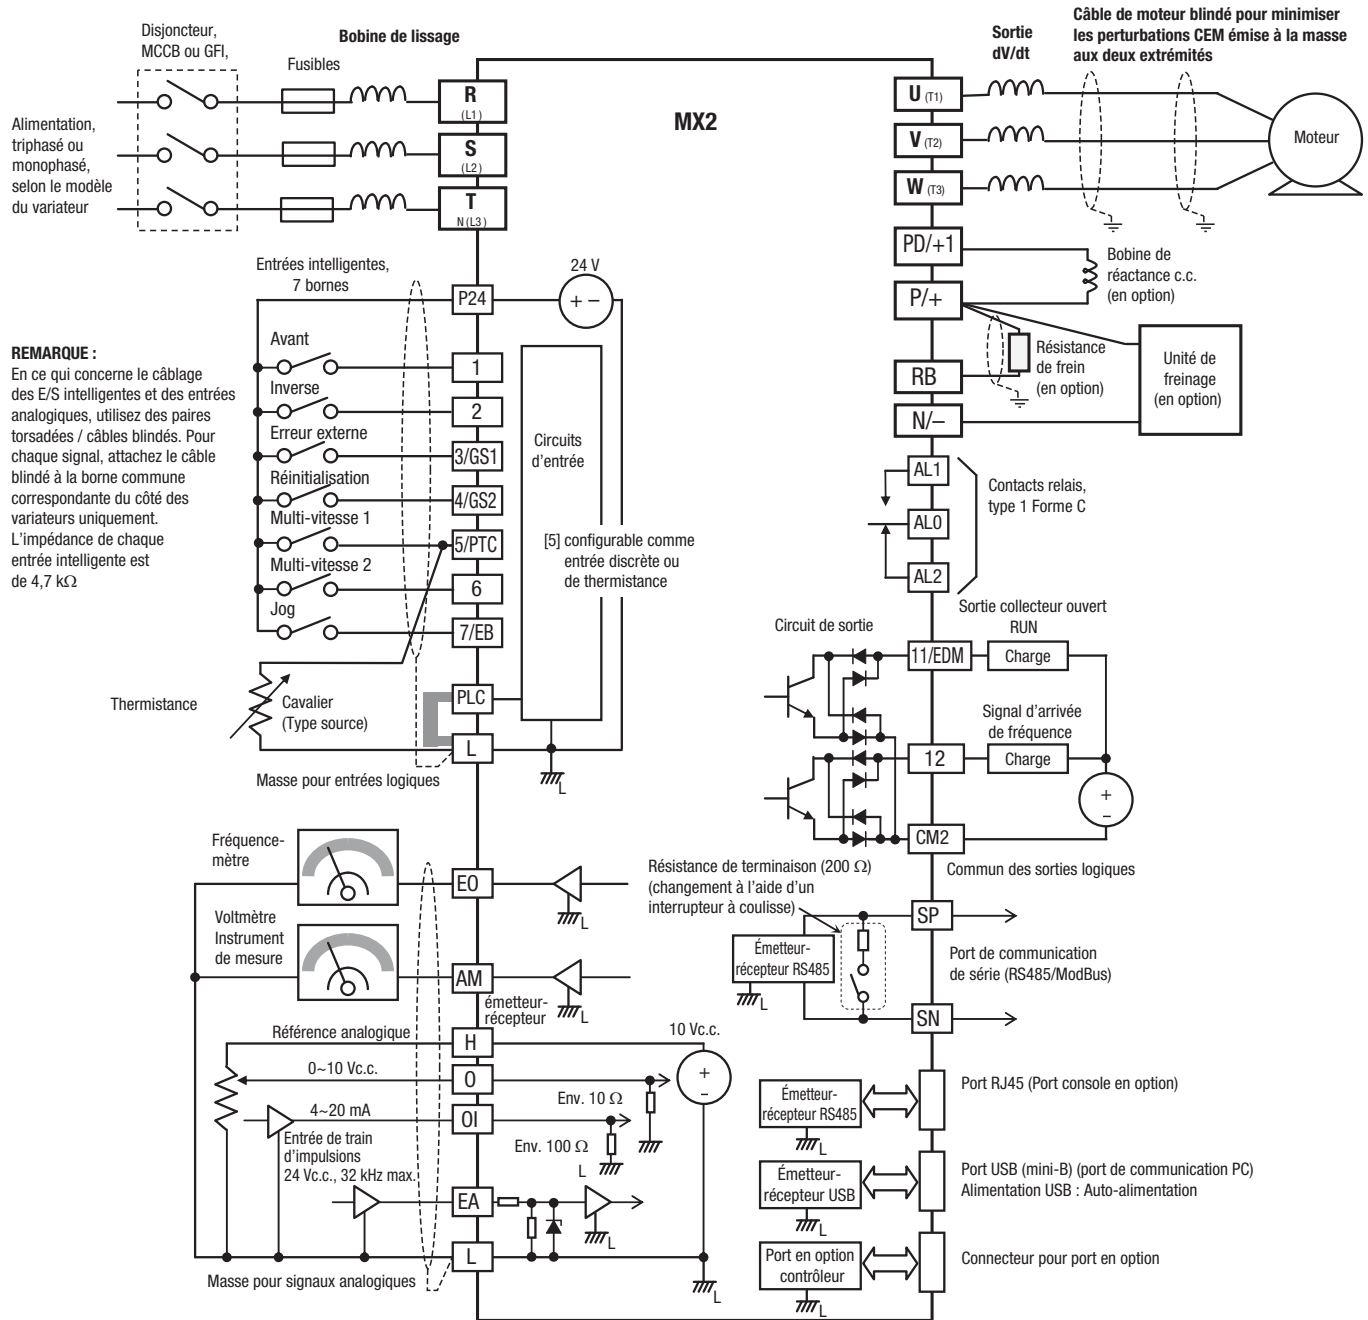 Disjoncteur,
MCCB ou GFI,
Bobine de lissage
Fusibles
Alimentation,
triphasé ou
monophasé,
selon le modèle
du variateur
R
(L1)
S
(L2)
T
N (L3)
MX2
Sortie
dV/dt
Câble de moteur blindé pour minimiser
les perturbations CEM émise à la masse
aux deux extrémités
U (T1)
V (T2)
W (T3)
Moteur
PD/+1
P/+
Bobine de
réactance c.c.
(en option)
RB
N/–
Résistance
de frein
(en option)
Unité de
freinage
(en option)
AL1
AL0
AL2
Contacts relais,
type 1 Forme C
Entrées intelligentes,
7 bornes
24 V
P24
+ –
REMARQUE :
En ce qui concerne le câblage
des E/S intelligentes et des entrées
analogiques, utilisez des paires
torsadées / câbles blindés. Pour
chaque signal, attachez le câble
blindé à la borne commune
correspondante du côté des
variateurs uniquement.
L’impédance de chaque
entrée intelligente est
de 4,7 kΩ
Avant
1
Inverse
2
Erreur externe
3/GS1
Réinitialisation
4/GS2
Multi-vitesse 1
5/PTC
Multi-vitesse 2
6
Jog
7/EB
Circuits
d’entrée
[5] configurable comme
entrée discrète ou
de thermistance
Thermistance
Cavalier
(Type source)
PLC
L
L
Masse pour entrées logiques
Sortie collecteur ouvert
RUN
Circuit de sortie
11/EDM
Charge
Signal d’arrivée
de fréquence
12
Charge
+
-
CM2
Commun des sorties logiques
Fréquence-
mètre
EO
L
Voltmètre
Instrument
de mesure
AM
émetteur-
récepteur
L
Référence analogique
H
10 Vc.c.
+
-
0~10 Vc.c.
O
Env. 10 Ω
4~20 mA
OI
Env. 100 Ω
L
Entrée de train
d’impulsions
24 Vc.c., 32 kHz max.
EA
L
L
L
Masse pour signaux analogiques
Résistance de terminaison (200 Ω)
(changement à l’aide d’un
interrupteur à coulisse)
SP
Émetteur-
récepteur RS485
L
Port de communication
de série (RS485/ModBus)
SN
Émetteur-
récepteur RS485
L
Port RJ45 (Port console en option)
Émetteur-
récepteur USB
L
Port USB (mini-B) (port de communication PC)
Alimentation USB : Auto-alimentation
Port en option
contrôleur
L
Connecteur pour port en option